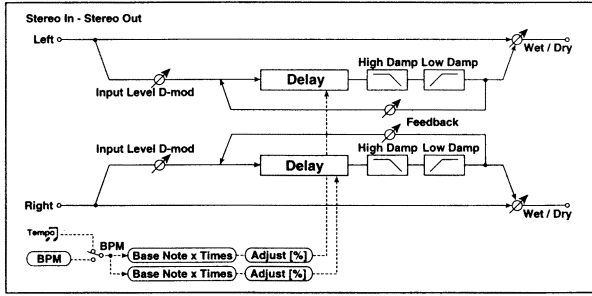 Stereo In - Stereo Out
Left
Wet / Dry
High Damp Low Damp
Delay
Input Level D-mod
Feedback
Input Level D-mod
High Damp Low Damp
Delay
Right
Wet / Dry
Tempo
BPM
BPM
Base Note x Times Adjust [%]
Base Note x Times Adjust [%]